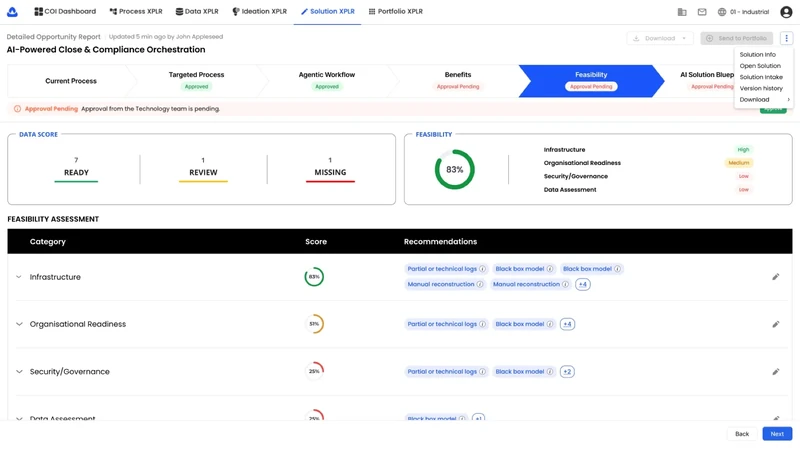 COI Dashboard Process XPLR Data XPLR Ideation XPLR Solution XPLR Portfolio XPLR 01 - Industrial
Detailed Opportunity Report Updated 5 min ago by John Appleseed
Download Send to Portfolio
AI-Powered Close & Compliance Orchestration
Solution Info
Open Solution
Solution Intake
Version history
Download
Current Process
Targeted Process
Approved
Agentic Workflow
Approved
Benefits
Approval Pending
Feasibility
Approval Pending
AI Solution
Approval Pending
Approval Pending Approval from the Technology team is pending.
DATA SCORE
7
READY
1
REVIEW
1
MISSING
FEASIBILITY
83%
Infrastructure High
Organisational Readiness Medium
Security/Governance Low
Data Assessment Low
FEASIBILITY ASSESSMENT
Category Score Recommendations
Infrastructure 83% Partial or technical logs Black box model Black box model
Manual reconstruction Manual reconstruction +4
Organisational Readiness 51% Partial or technical logs Black box model +4
Security/Governance 25% Partial or technical logs Black box model +2
Data Assessment 25% Black box model +1
Back Next